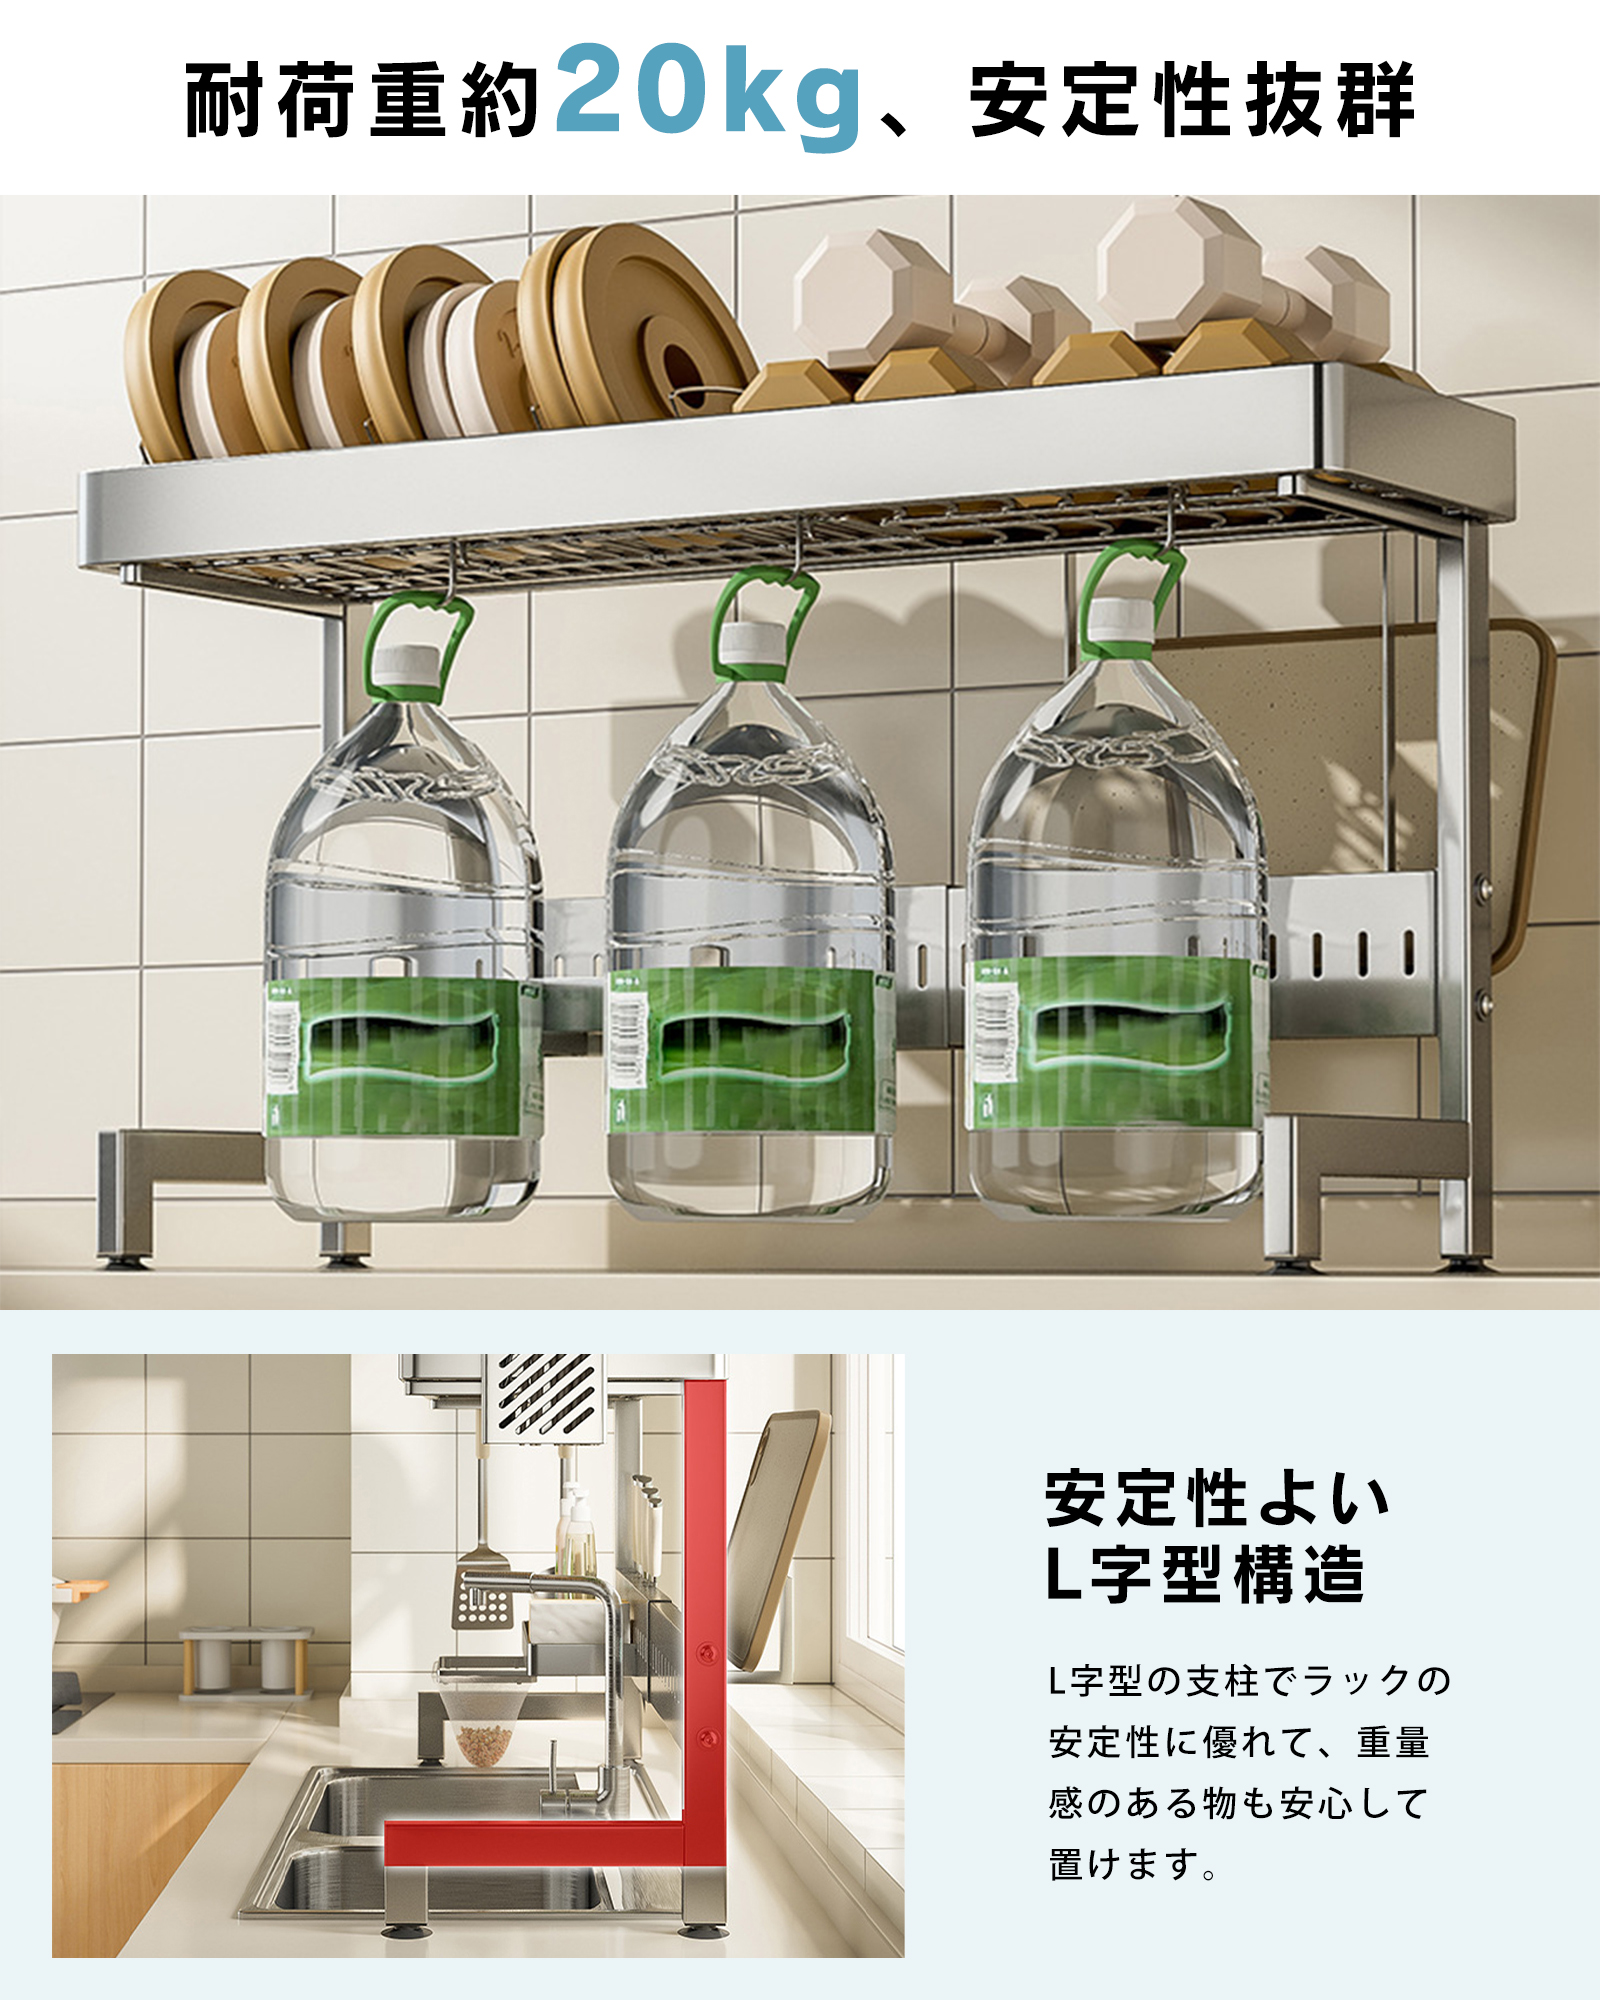 耐荷重約20kg、安定性抜群
安定性よい
L字型構造
L字型の支柱でラックの
安定性に優れて、重量
感のある物も安心して
置けます。